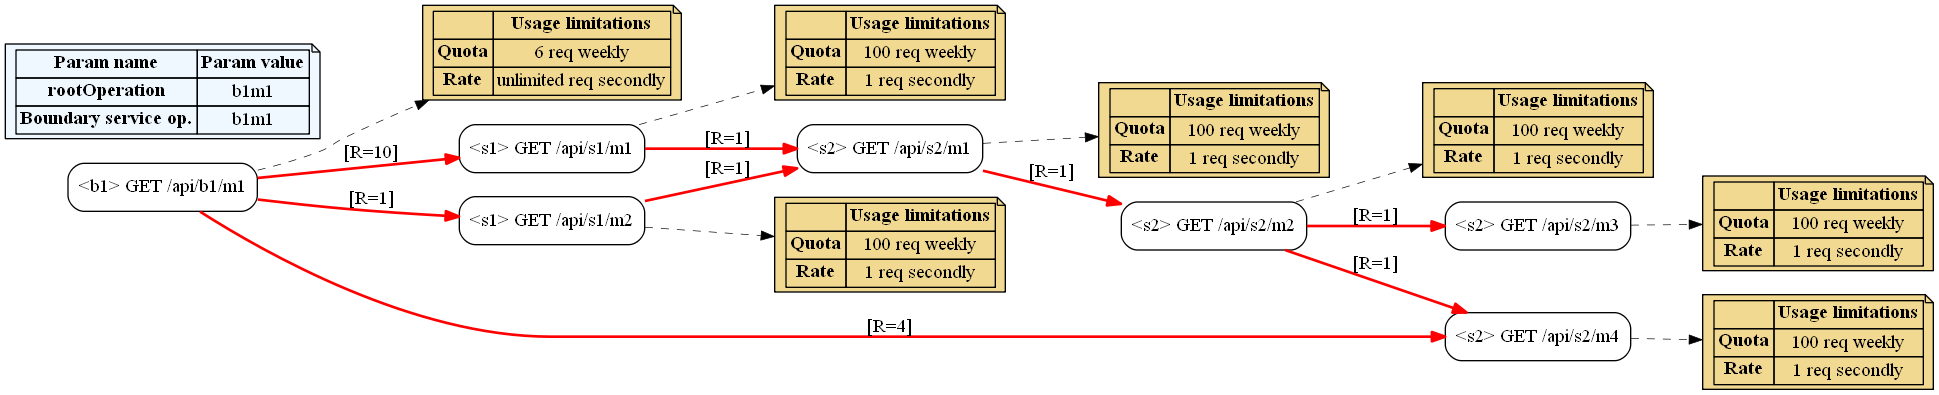 Param name Param value
rootOperation b1m1
Boundary service op. b1m1
Usage limitations
Quota 6 req weekly
Rate unlimited req secondly
Usage limitations
Quota 100 req weekly
Rate 1 req secondly
Usage limitations
Quota 100 req weekly
Rate 1 req secondly
Usage limitations
Quota 100 req weekly
Rate 1 req secondly
<b1> GET /api/b1/m1
[R=10]
<s1> GET /api/s1/m1
[R=1]
<s2> GET /api/s2/m1
[R=1]
<s1> GET /api/s1/m2
[R=1]
[R=1]
Usage limitations
Quota 100 req weekly
Rate 1 req secondly
<s2> GET /api/s2/m2
[R=1]
<s2> GET /api/s2/m3
Usage limitations
Quota 100 req weekly
Rate 1 req secondly
[R=1]
[R=4]
<s2> GET /api/s2/m4
Usage limitations
Quota 100 req weekly
Rate 1 req secondly